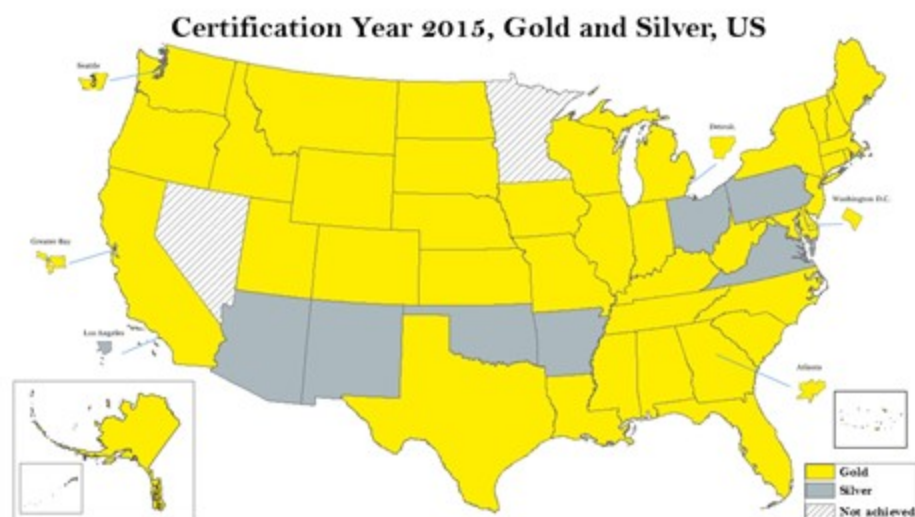 Certification Year 2015, Gold and Silver, US
Seattle
Detroit
Washington D.C.
Greater Bay
Los Angeles
Atlanta
Gold
Silver
Not achieved